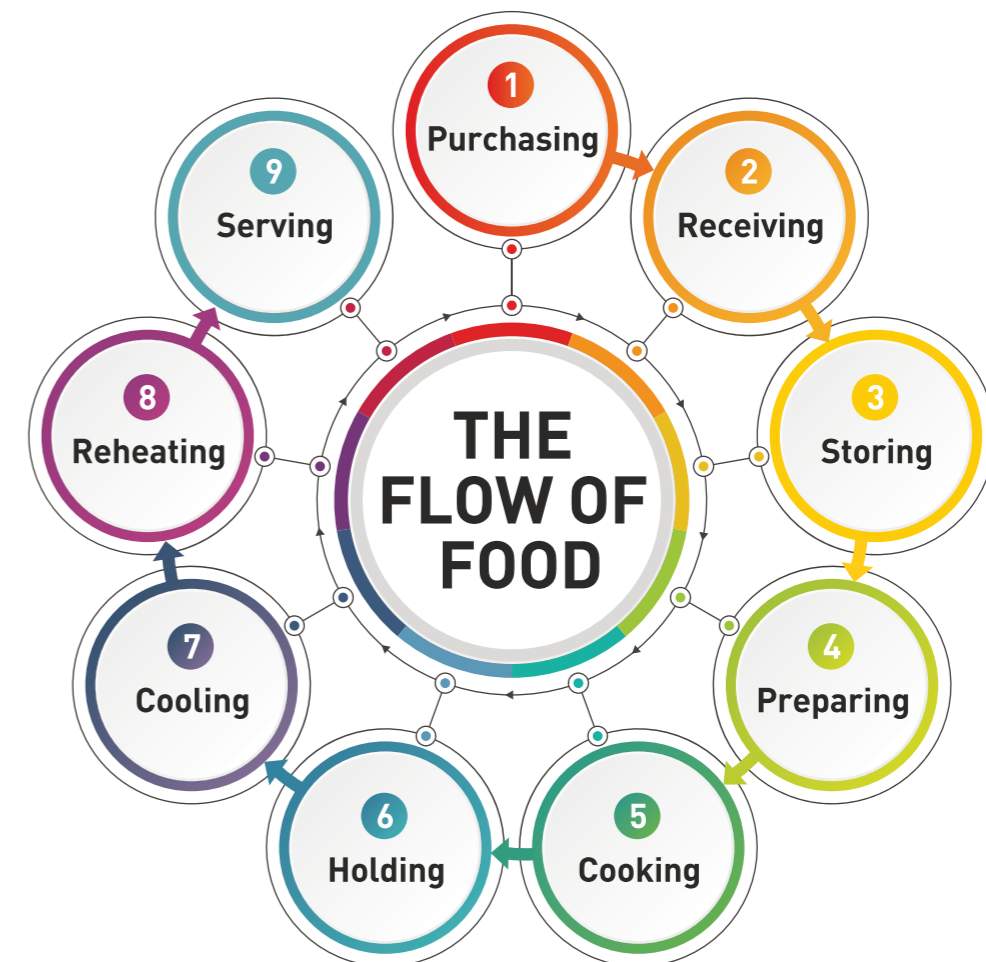 1
Purchasing
2
Receiving
3
Storing
4
Preparing
5
Cooking
6
Holding
7
Cooling
8
Reheating
9
Serving
THE
FLOW OF
FOOD